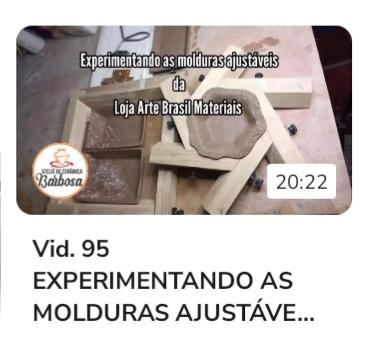 Experimentando as molduras ajustáveis
da
Loja Arte Brasil Materiais
ATELIÊ DE CERÂMICA
Barbosa
20:22
Vid. 95
EXPERIMENTANDO AS
MOLDURAS AJUSTÁVE...